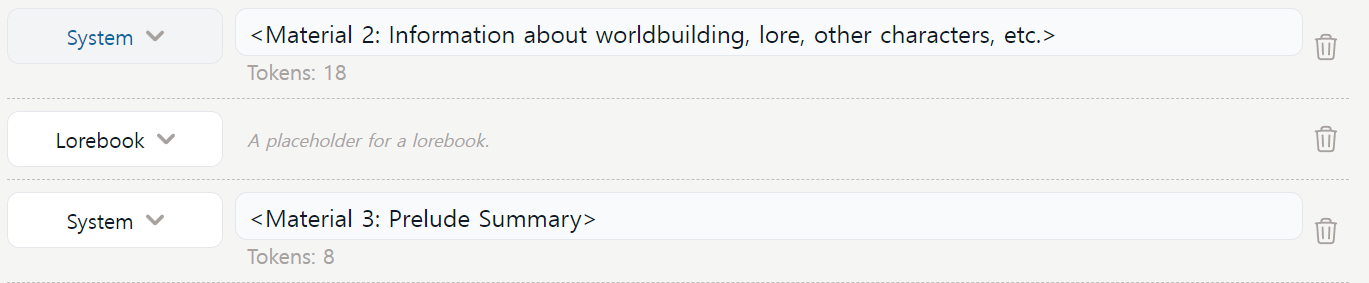 System
<Material 2: Information about worldbuilding, lore, other characters, etc.>
Tokens: 18
Lorebook
A placeholder for a lorebook.
System
<Material 3: Prelude Summary>
Tokens: 8